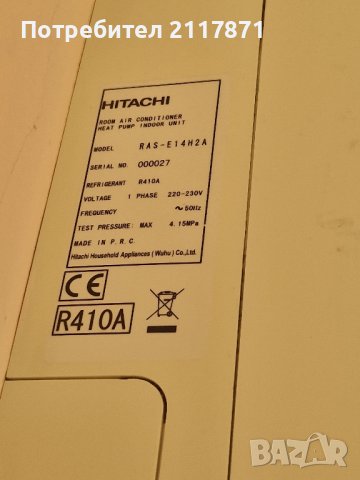 Потребител 2117871
HITACHI
ROOM AIR CONDITIONER
HEAT PUMP INDOOR UNIT
MODEL RAS-E14H2A
SERIAL NO. 000027
REFRIGERANT R410A
VOLTAGE 1 PHASE 220-230V
FREQUENCY ~50Hz
TEST PRESSURE: MAX 4.15MPa
MADE IN P.R.C.
Hitachi Household Appliances (Wuhu) Co.,Ltd.
CE
R410A
BAZAR.bg